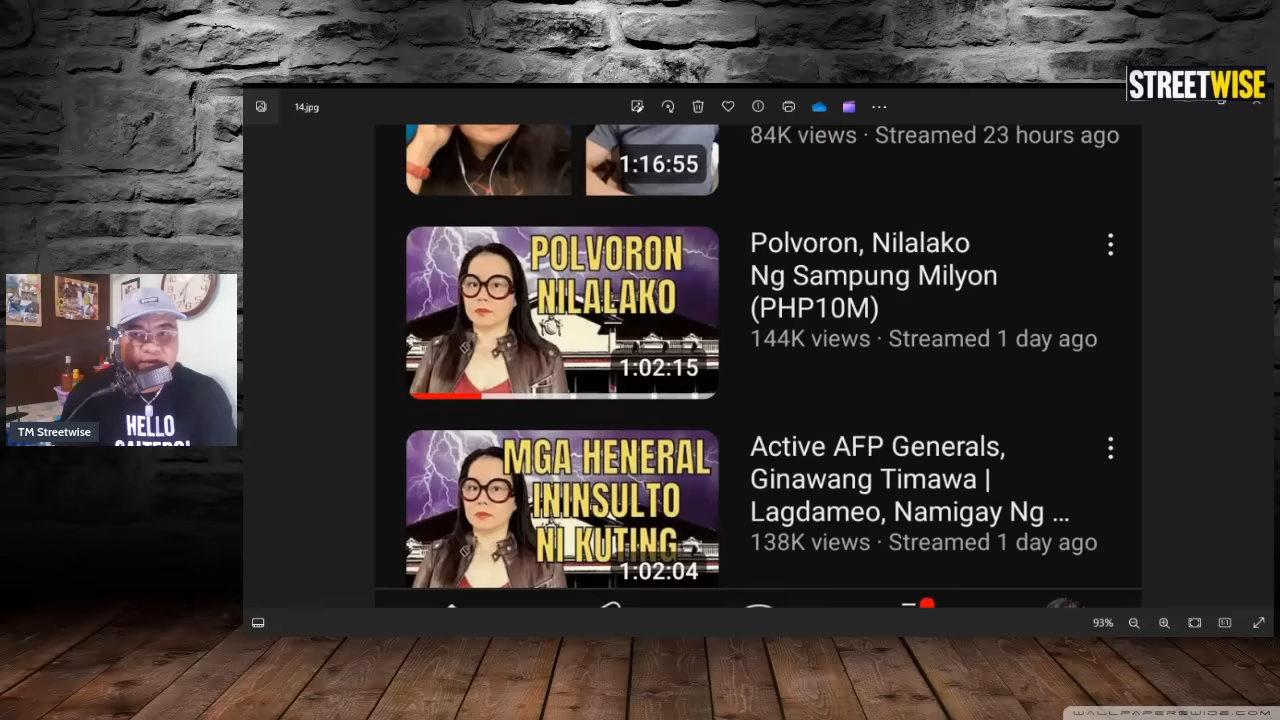 STREETWISE
14.jpg
84K views · Streamed 23 hours ago
1:16:55
POLVORON
NILALAKO
1:02:15
Polvoron, Nilalako
Ng Sampung Milyon
(PHP10M)
144K views · Streamed 1 day ago
MGA HENERAL
ININSULTO
NI KUTING
1:02:04
Active AFP Generals,
Ginawang Timawa |
Lagdameo, Namigay Ng ...
138K views · Streamed 1 day ago
HELLO
TM Streetwise
93%
WALLPAPERSWIDE.COM